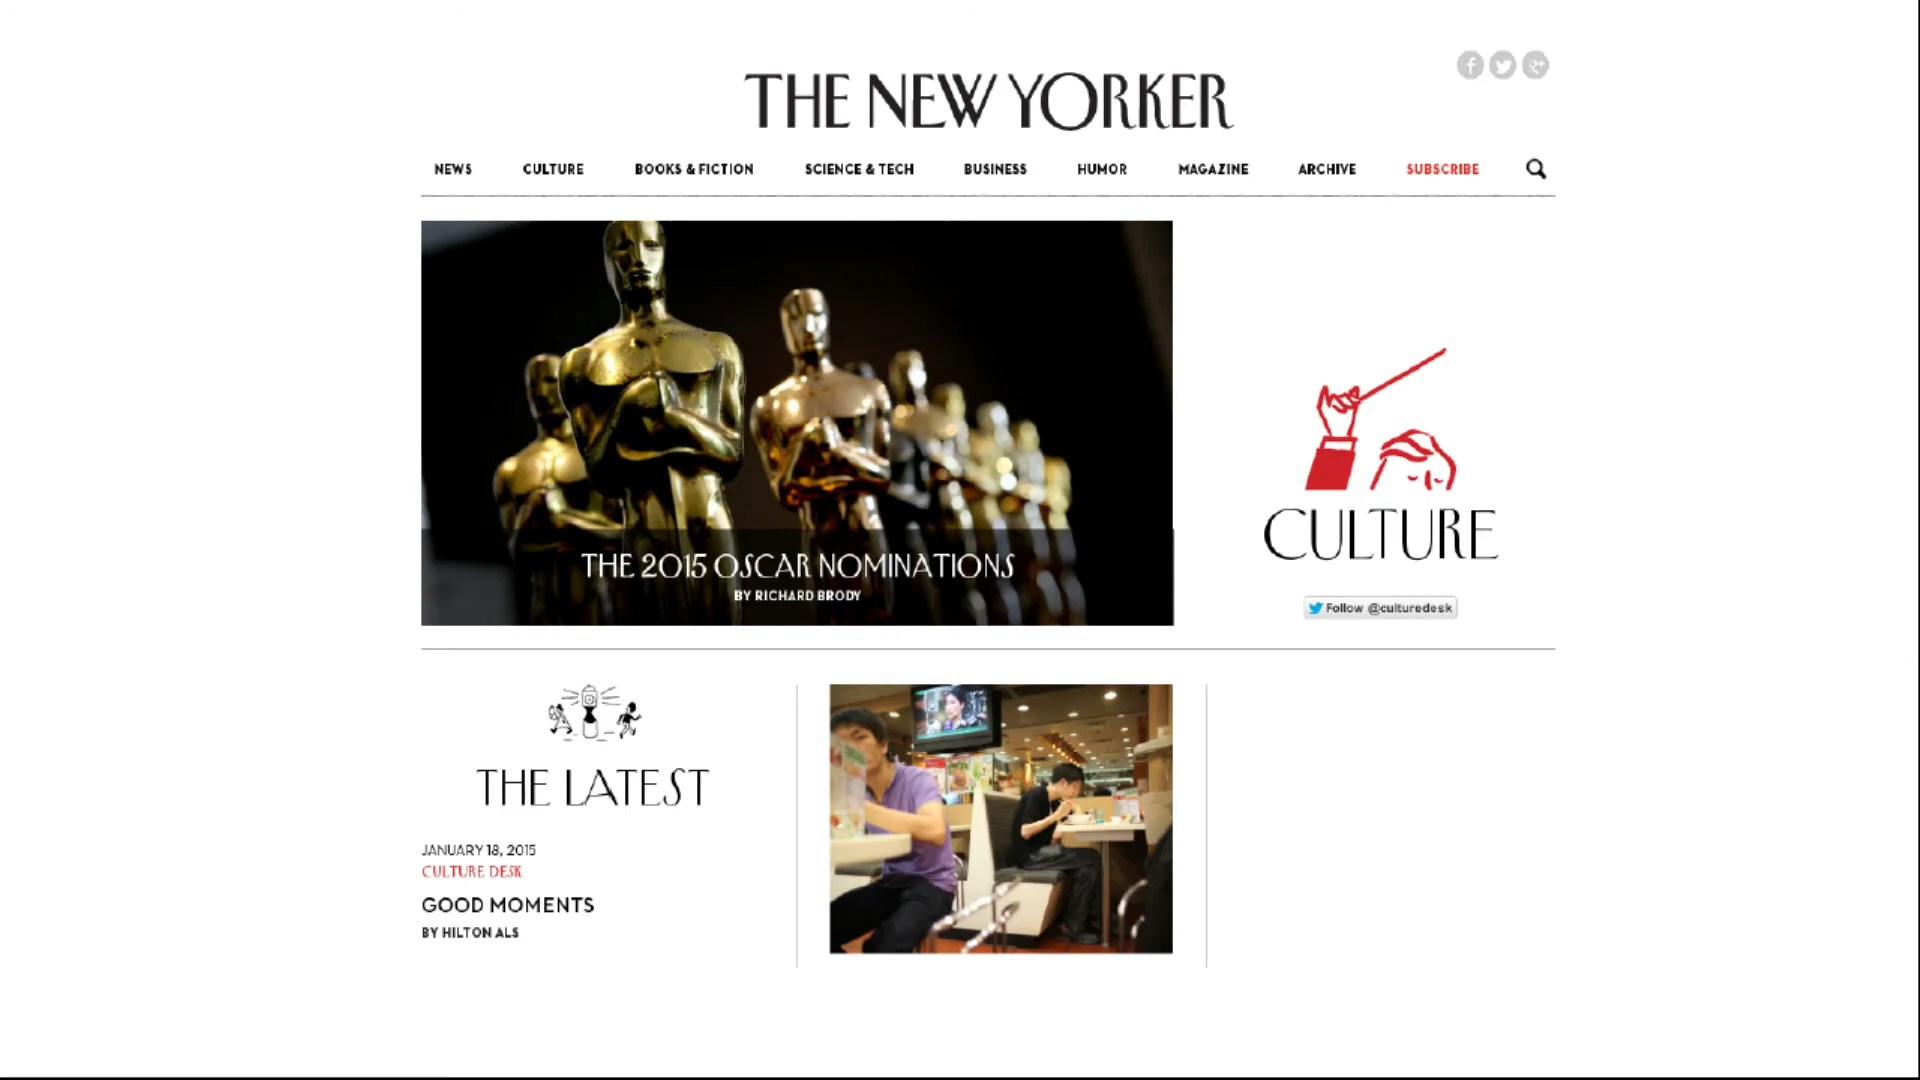 THE NEW YORKER
NEWS CULTURE BOOKS & FICTION SCIENCE & TECH BUSINESS HUMOR MAGAZINE ARCHIVE SUBSCRIBE
THE 2015 OSCAR NOMINATIONS
BY RICHARD BRODY
CULTURE
Follow @culturedesk
THE LATEST
JANUARY 18, 2015
CULTURE DESK
GOOD MOMENTS
BY HILTON ALS